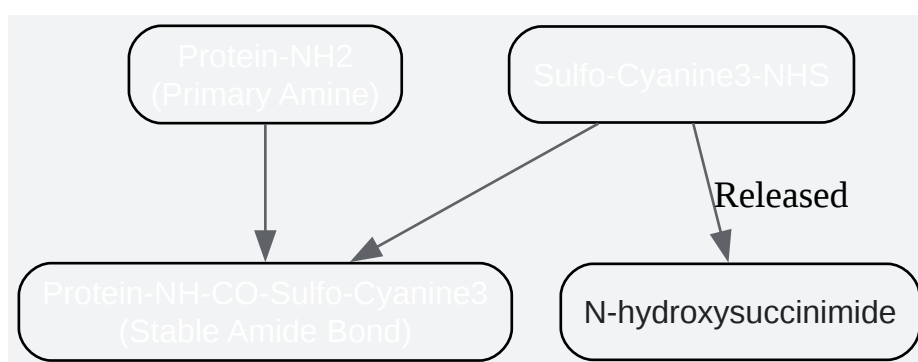 Protein-NH2
(Primary Amine)
Sulfo-Cyanine3-NHS
Released
Protein-NH-CO-Sulfo-Cyanine3
(Stable Amide Bond)
N-hydroxysuccinimide